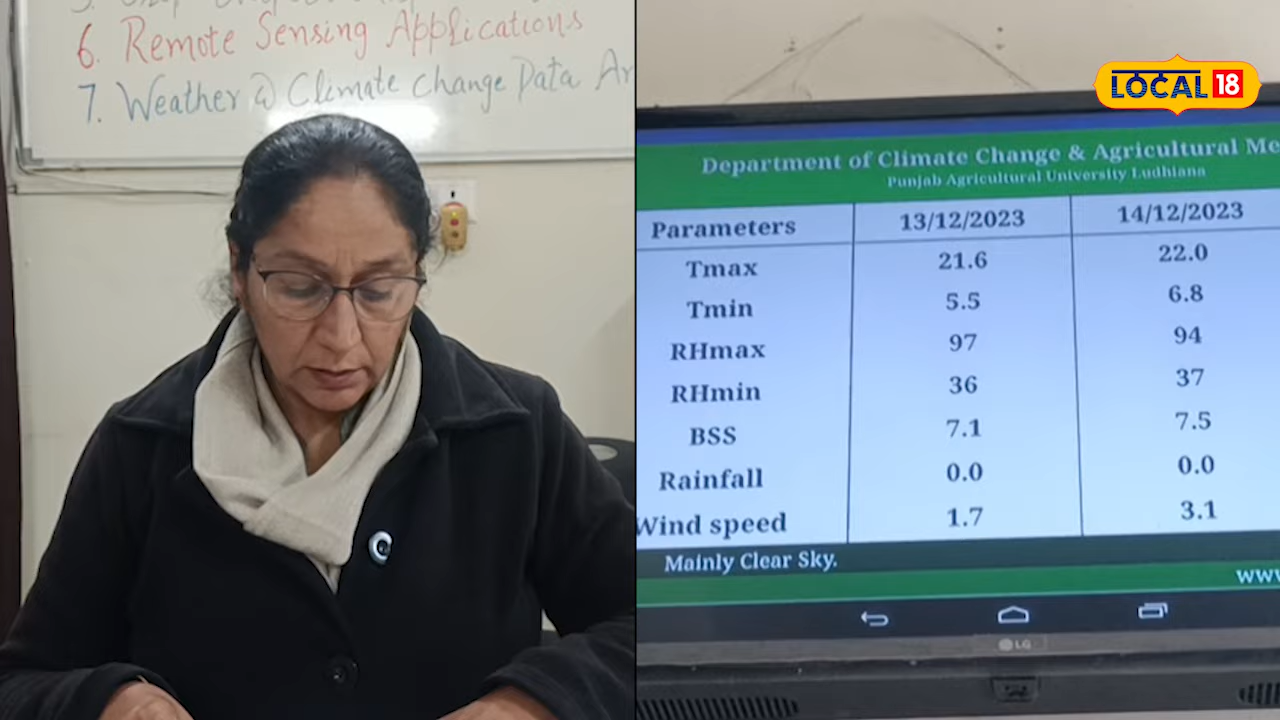 6. Remote Sensing Applications
7. Weather @ Climate Change Data
LOCAL 18
Department of Climate Change & Agricultural
Punjab Agricultural University Ludhiana
Parameters 13/12/2023 14/12/2023
Tmax 21.6 22.0
Tmin 5.5 6.8
RHmax 97 94
RHmin 36 37
BSS 7.1 7.5
Rainfall 0.0 0.0
Wind speed 1.7 3.1
Mainly Clear Sky.
www
LG